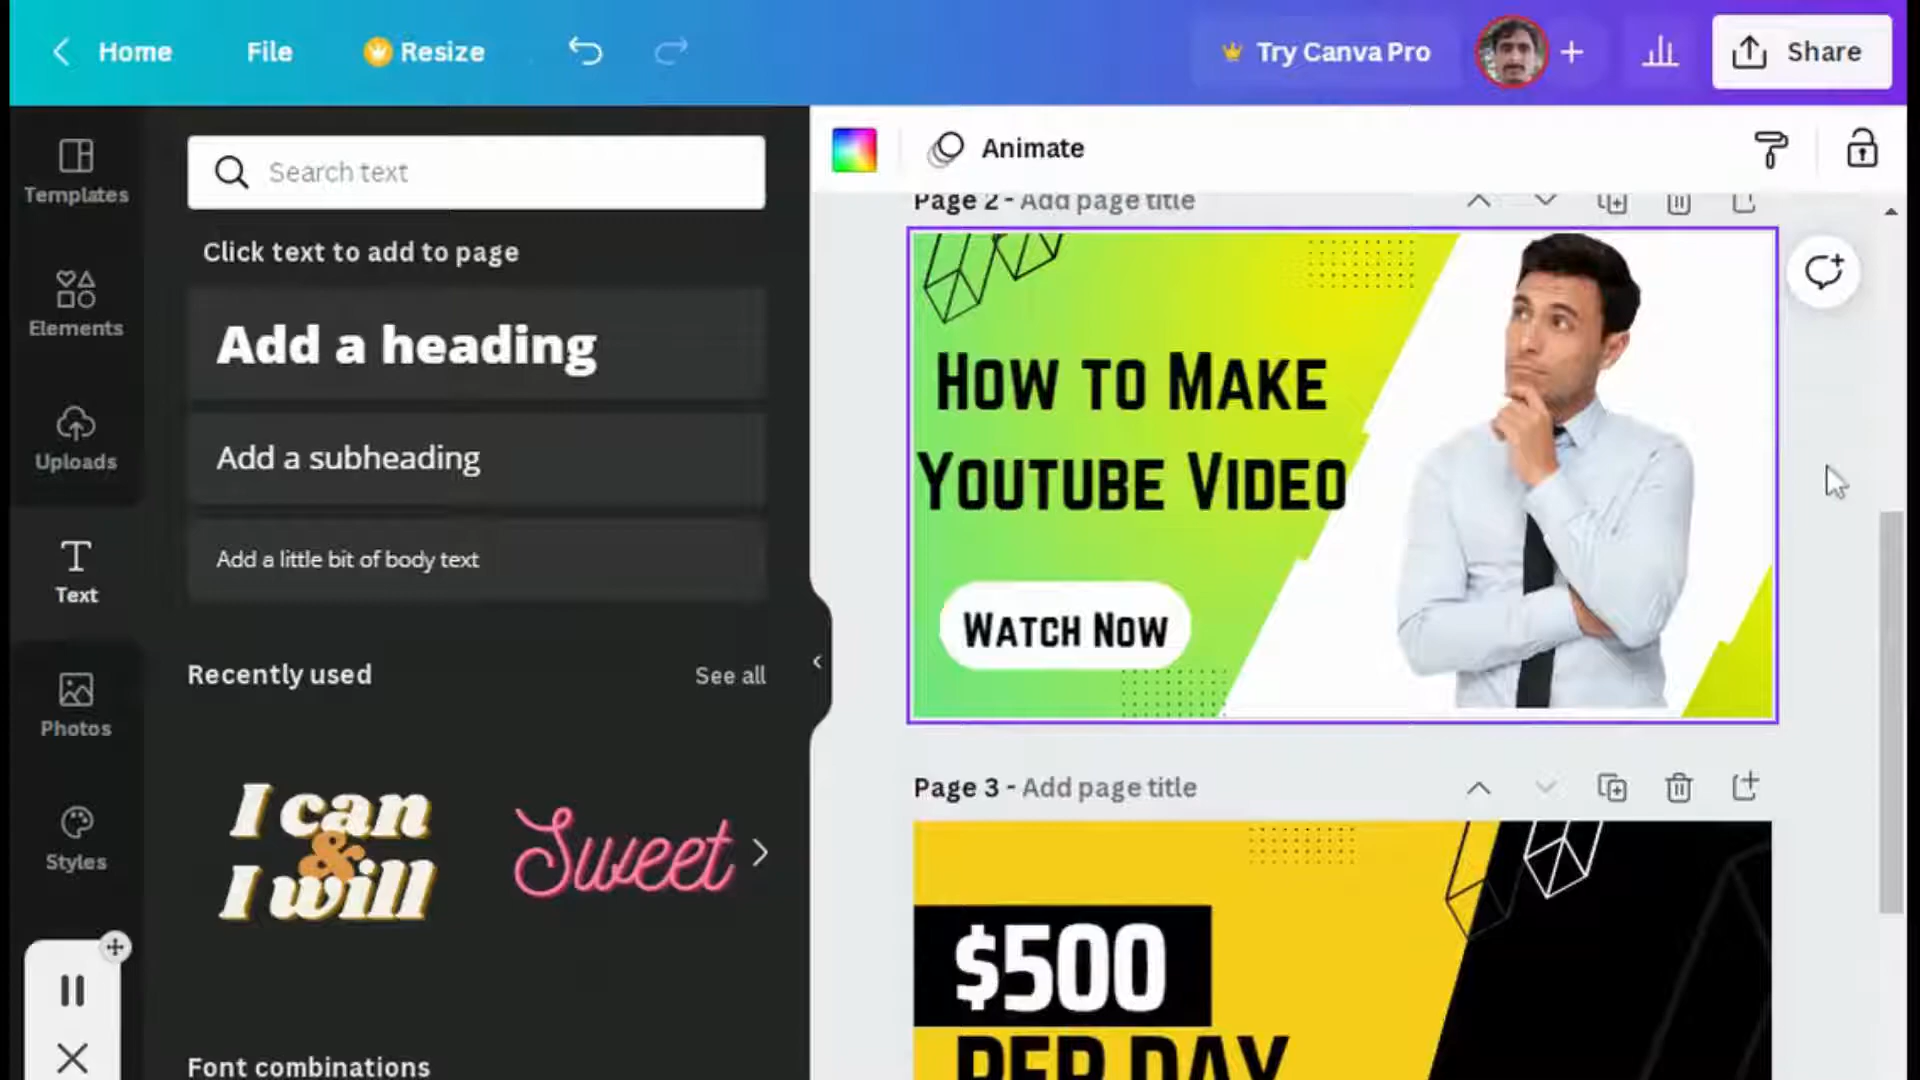 Home
File
Resize
Try Canva Pro
Share
Templates
Elements
Uploads
Text
Photos
Styles
Search text
Click text to add to page
Add a heading
Add a subheading
Add a little bit of body text
Recently used
See all
I can
&
I will
Sweet
Font combinations
Animate
Page 2 - Add page title
How to Make
Youtube Video
Watch Now
Page 3 - Add page title
$500
PER DAY